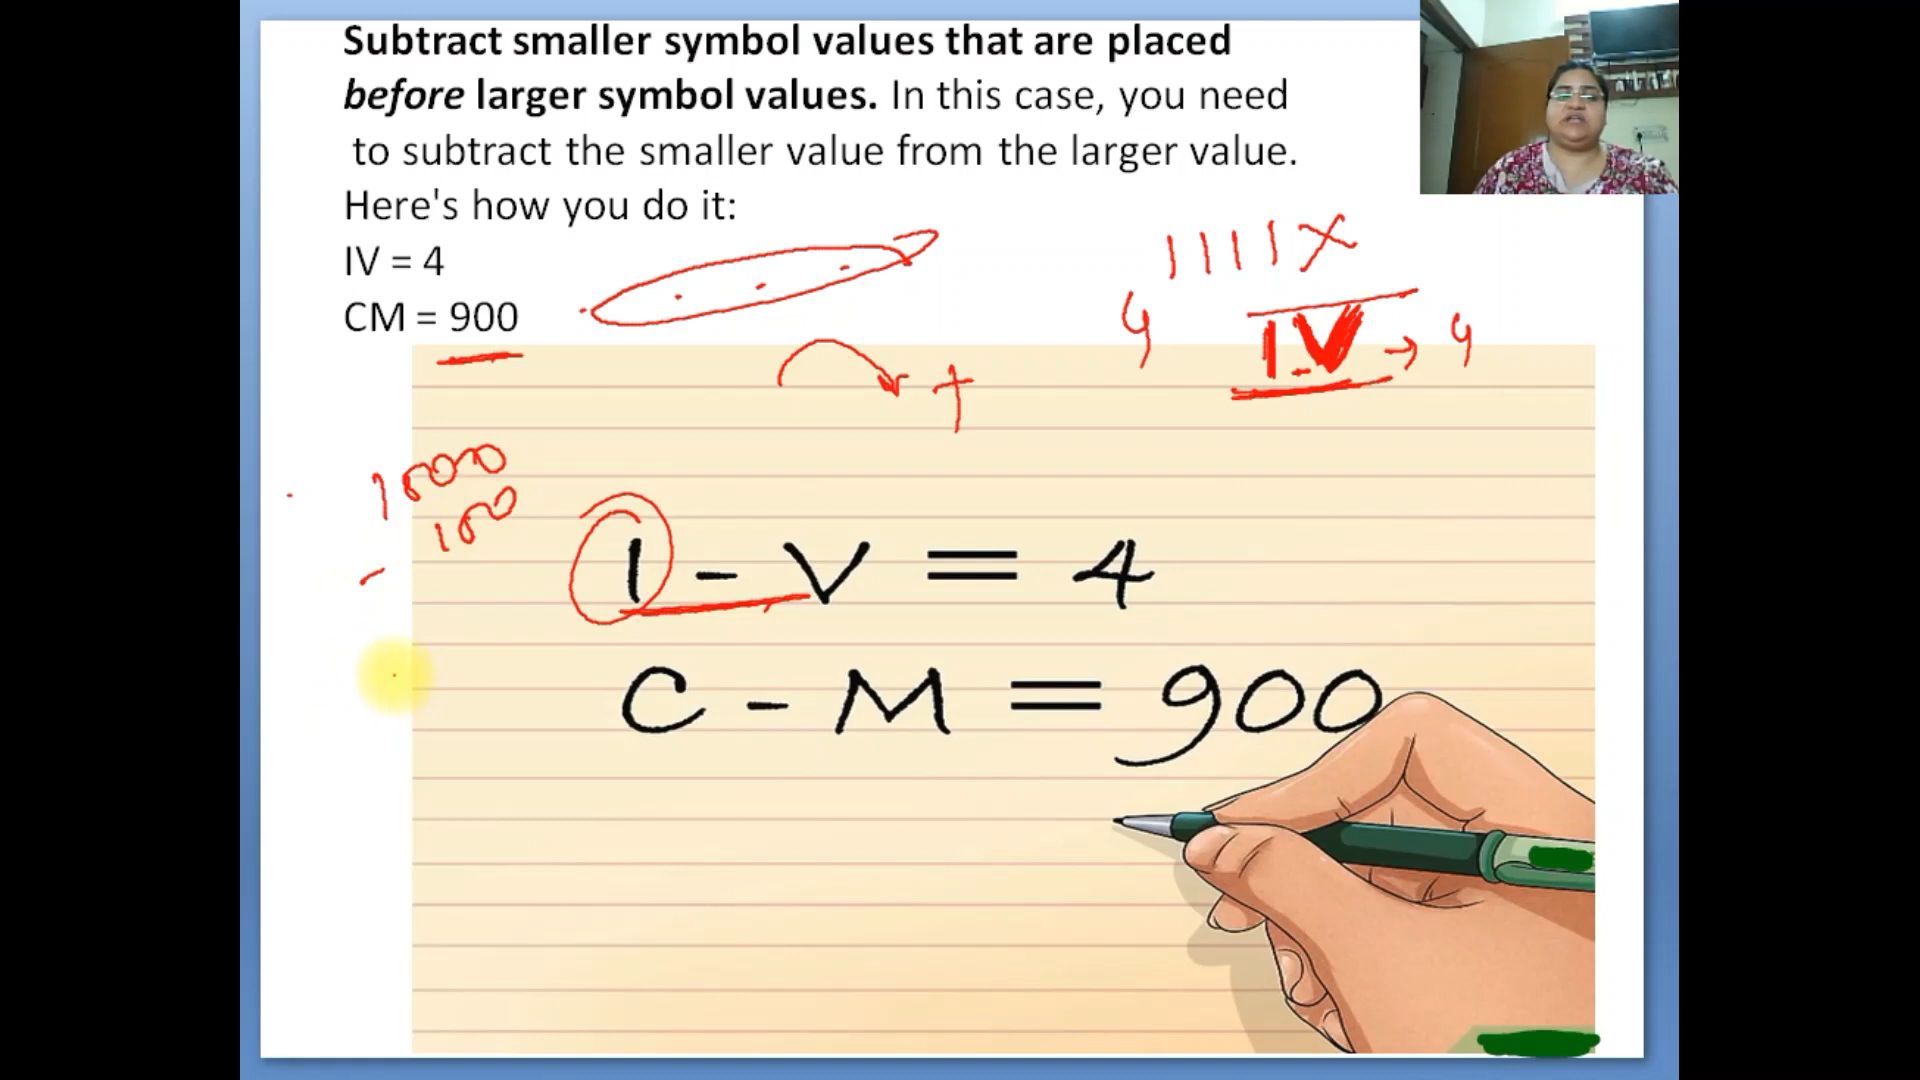 Subtract smaller symbol values that are placed
before larger symbol values. In this case, you need
to subtract the smaller value from the larger value.
Here's how you do it:
IV = 4
CM = 900
IIII X
4 IV → 4
+
1000
100
-
I - V = 4
C - M = 900